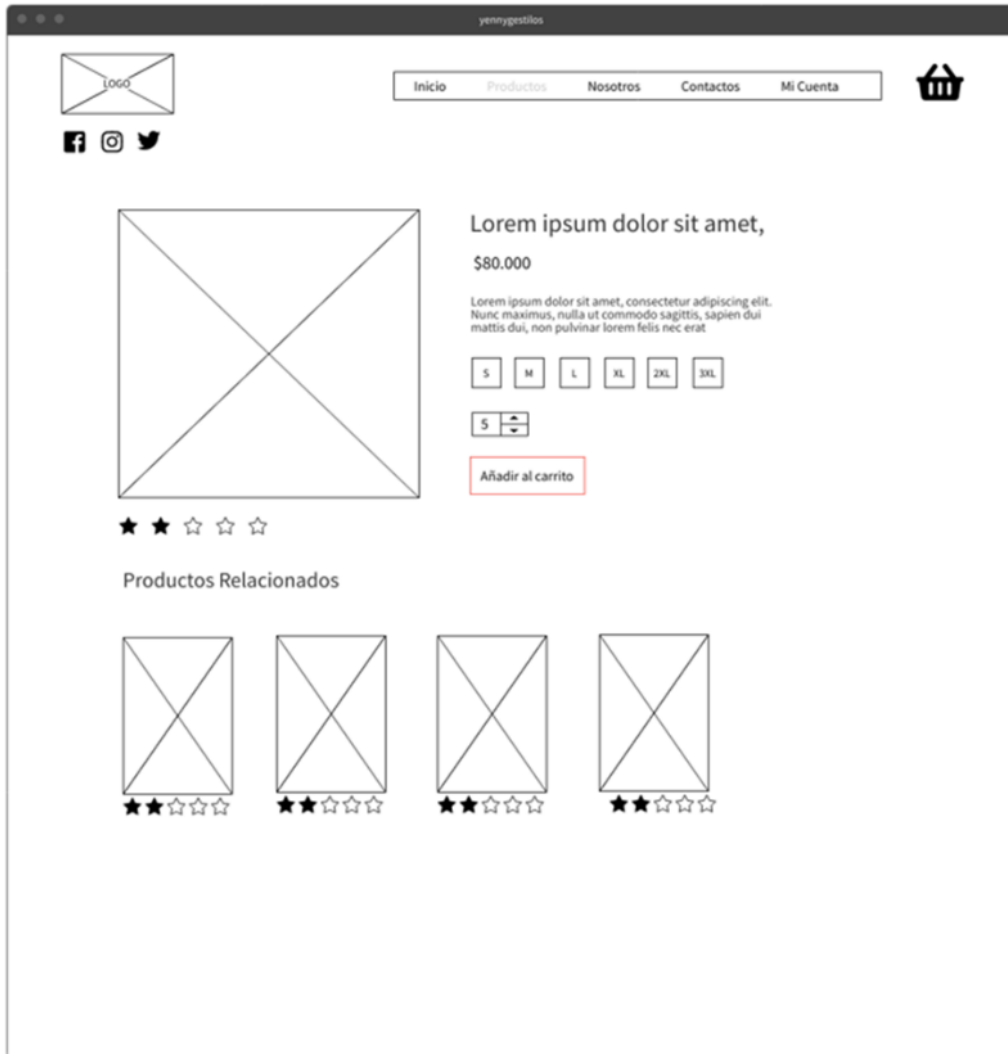 yennygestilos
LOGO
Inicio Productos Nosotros Contactos Mi Cuenta
Lorem ipsum dolor sit amet,
$80.000
Lorem ipsum dolor sit amet, consectetur adipiscing elit.
Nunc maximus, nulla ut commodo sagittis, sapien dui
mattis dui, non pulvinar lorem felis nec erat
S M L XL 2XL 3XL
5
Añadir al carrito
Productos Relacionados